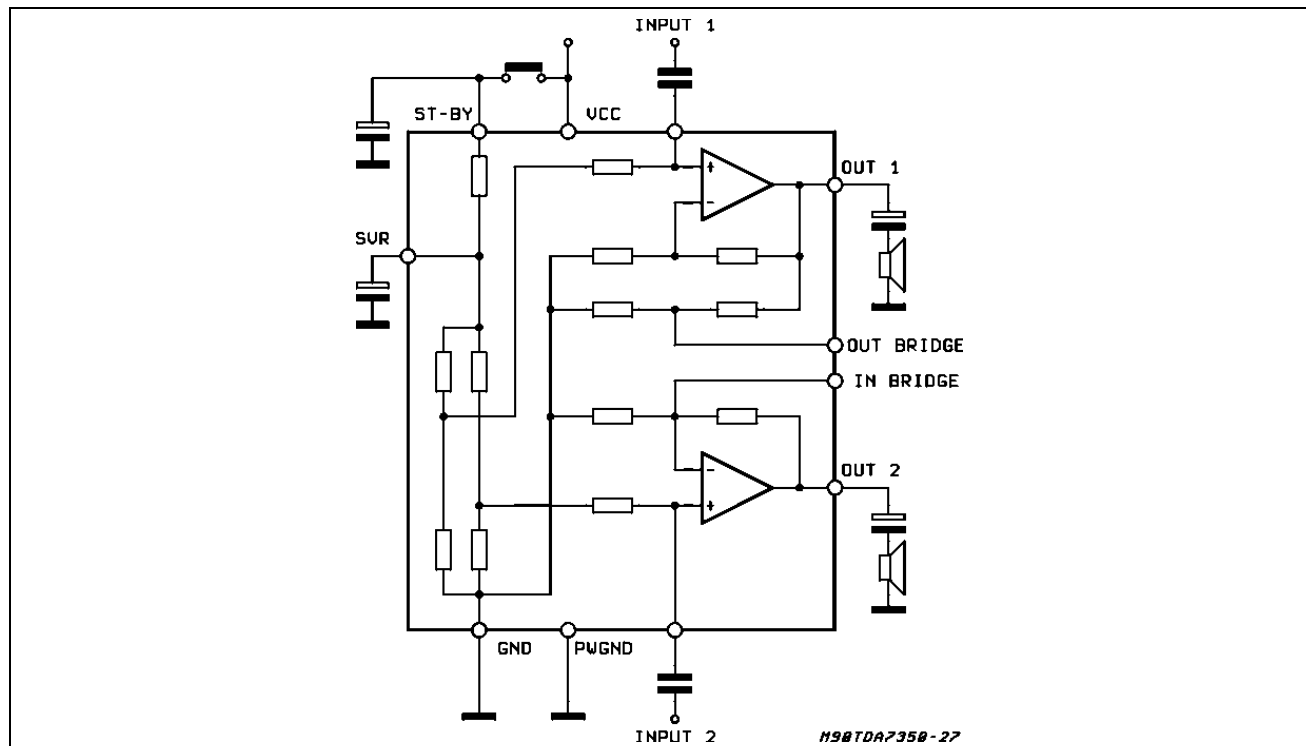 INPUT 1
ST-BY
VCC
OUT 1
+
-
SVR
OUT BRIDGE
IN BRIDGE
OUT 2
-
+
GND
PWGND
INPUT 2
M90TDA7350-27